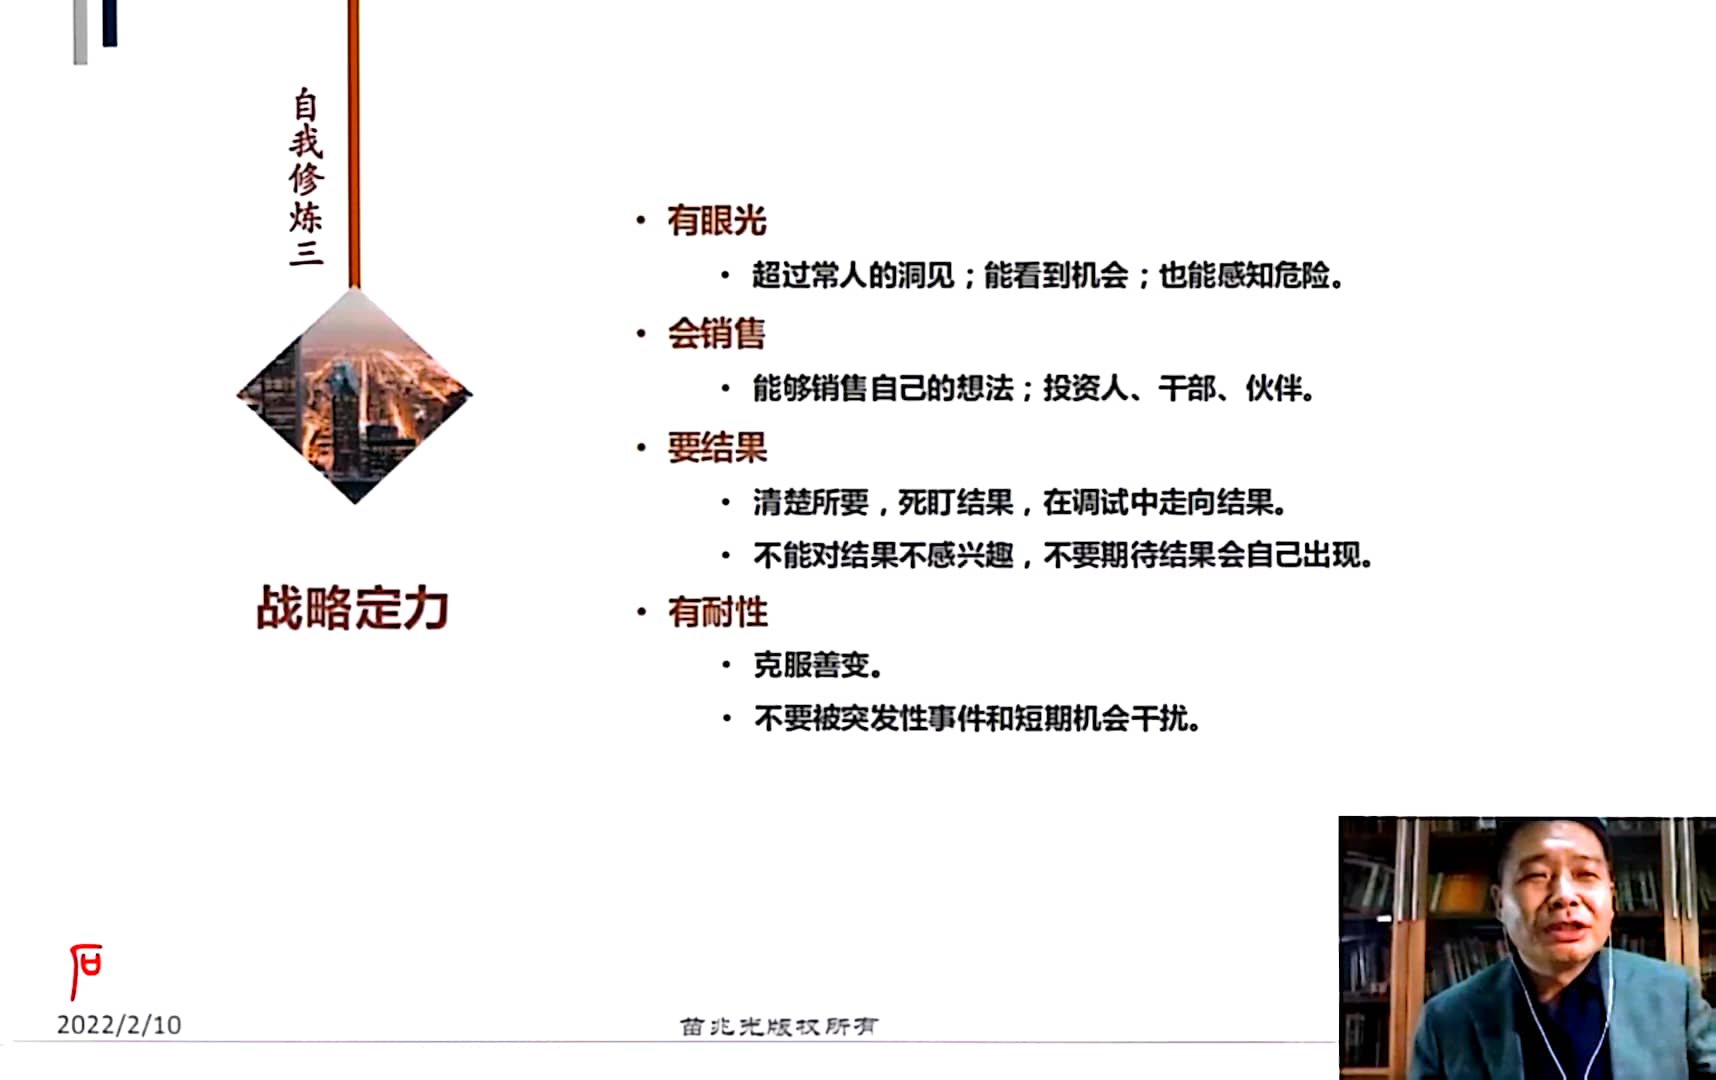 自我修炼三
战略定力
• 有眼光
• 超过常人的洞见；能看到机会；也能感知危险。
• 会销售
• 能够销售自己的想法；投资人、干部、伙伴。
• 要结果
• 清楚所要，死盯结果，在调试中走向结果。
• 不能对结果不感兴趣，不要期待结果会自己出现。
• 有耐性
• 克服善变。
• 不要被突发性事件和短期机会干扰。
2022/2/10
苗兆光版权所有